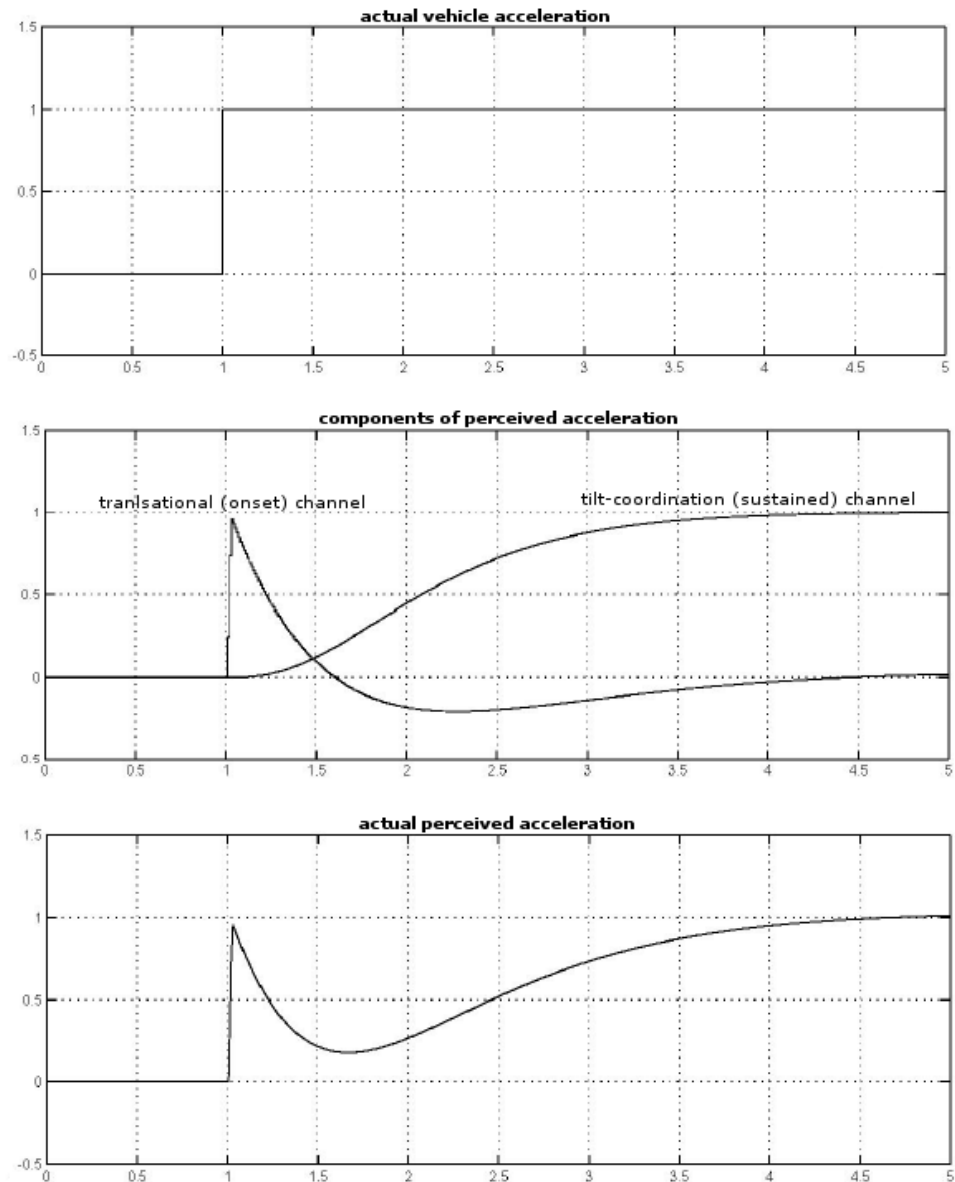 actual vehicle acceleration
1.5
1
0.5
0
-0.5
0 0.5 1 1.5 2 2.5 3 3.5 4 4.5 5
components of perceived acceleration
1.5
tranlsational (onset) channel tilt-coordination (sustained) channel
1
0.5
0
0.5
0 0.5 1 1.5 2 2.5 3 3.5 4 4.5 5
actual perceived acceleration
1.5
1
0.5
0
-0.5
0 0.5 1 1.5 2 2.5 3 3.5 4 4.5 5